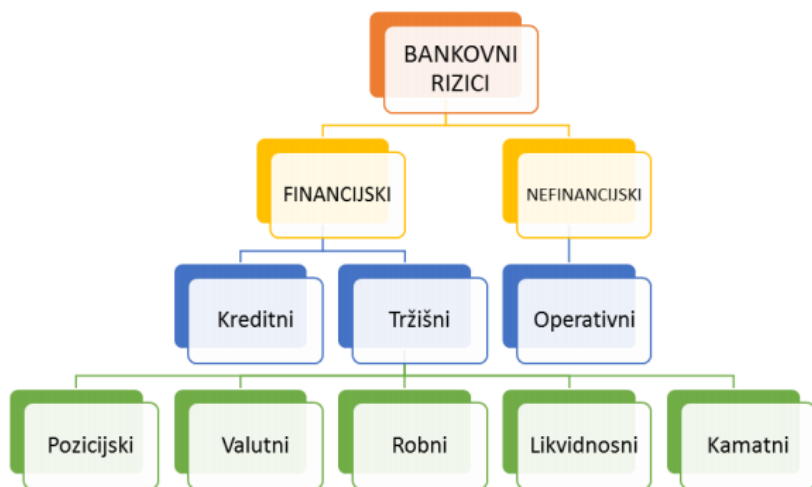 BANKOVNI
RIZICI
FINANCIJSKI
NEFINANCIJSKI
Kreditni
Tržišni
Operativni
Pozicijski
Valutni
Robni
Likvidnosni
Kamatni